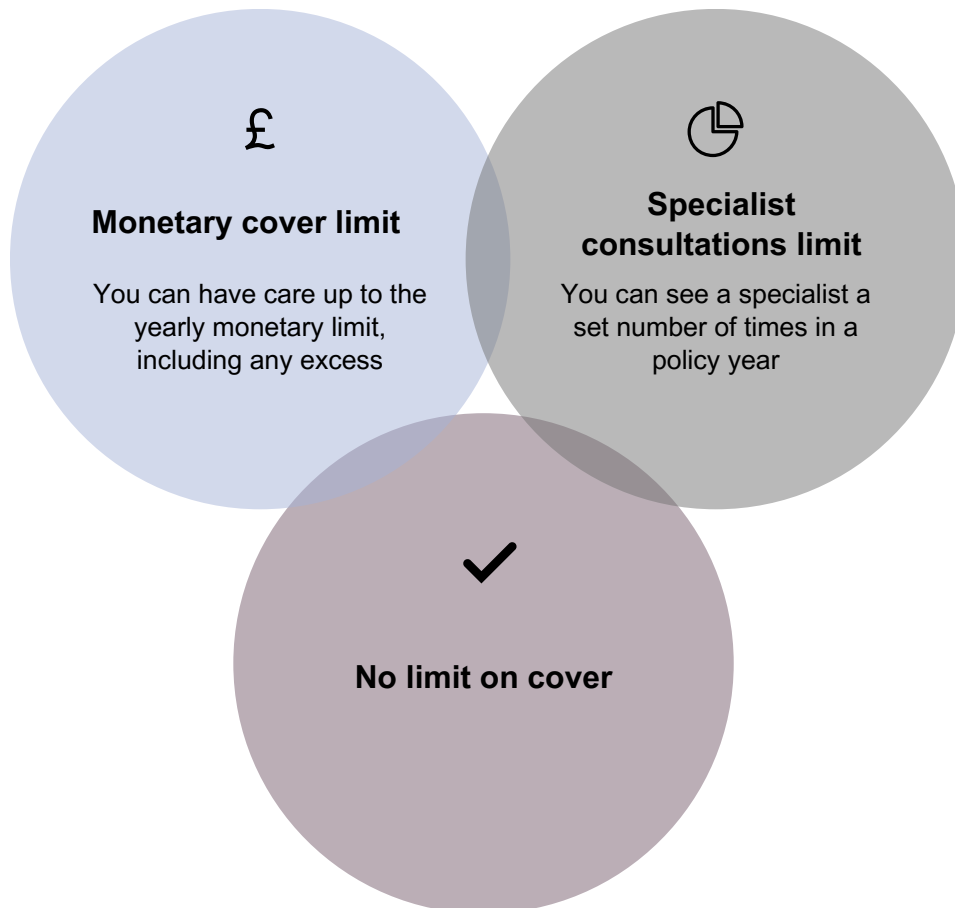 £
Monetary cover limit
You can have care up to the
yearly monetary limit,
including any excess
Specialist
consultations limit
You can see a specialist a
set number of times in a
policy year
No limit on cover